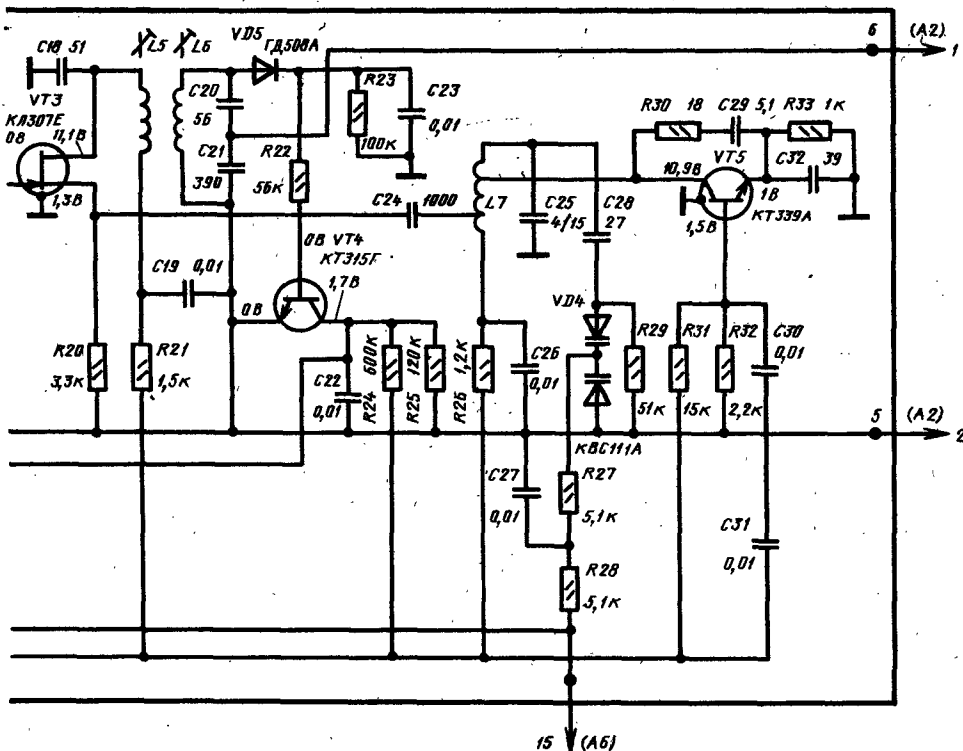 C18 51
L5
L6
VD5
ГД508А
6
(А2)
1
VT3
КП307Е
0В
11,1В
1,3В
C20
56
C21
390
R22
56к
R23
100к
C23
0,01
R30
18
C29
5,1
R33
1к
VT5
C32
39
10,9В
1В
1,5В
КТ339А
C24
1000
L7
C25
4/15
C28
27
C19
0,01
0В
VT4
КТ315Г
1,7В
0В
VD4
R20
3,3к
R21
1,5к
C22
0,01
600к
R24
120к
R25
1,2к
R26
C26
0,01
R29
51к
R31
15к
R32
2,2к
C30
0,01
КВС111А
5
(А2)
2
C27
0,01
R27
5,1к
C31
0,01
R28
5,1к
15
(А6)